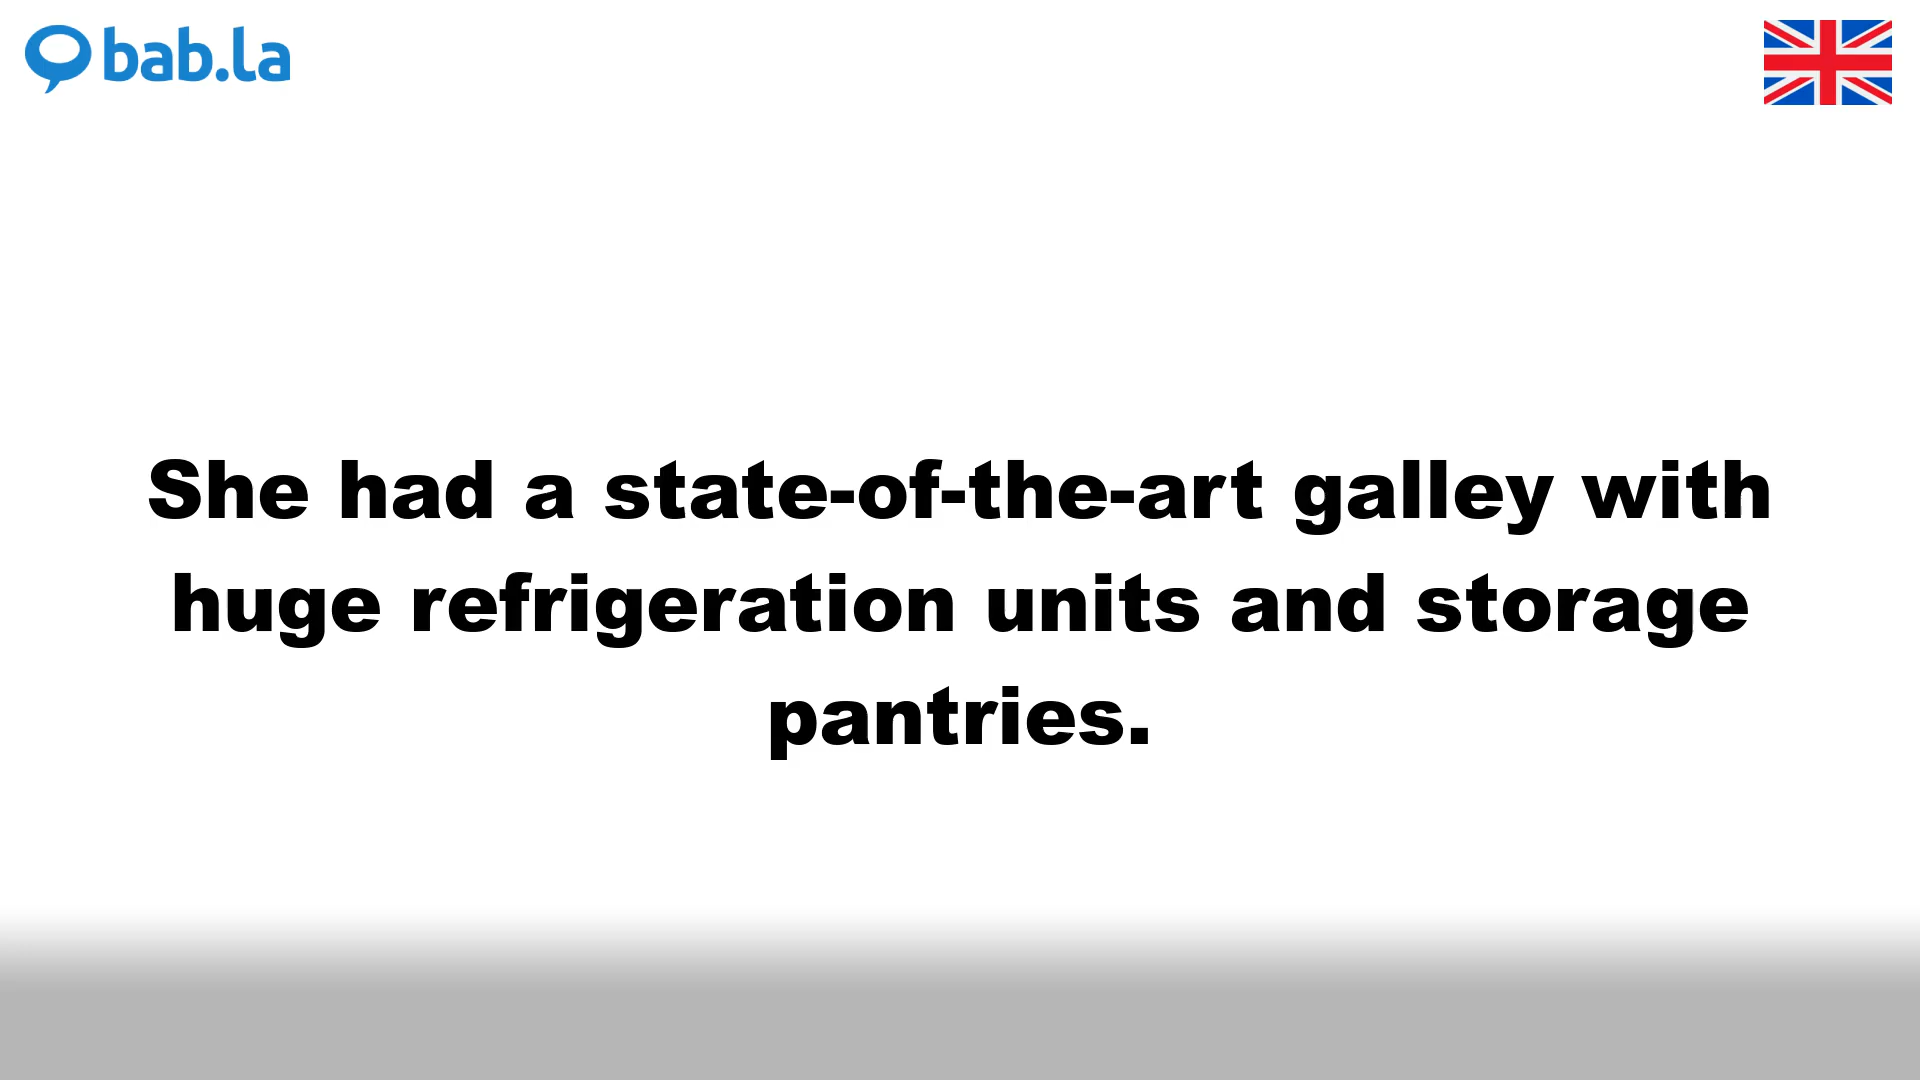 bab.la
She had a state-of-the-art galley with
huge refrigeration units and storage
pantries.